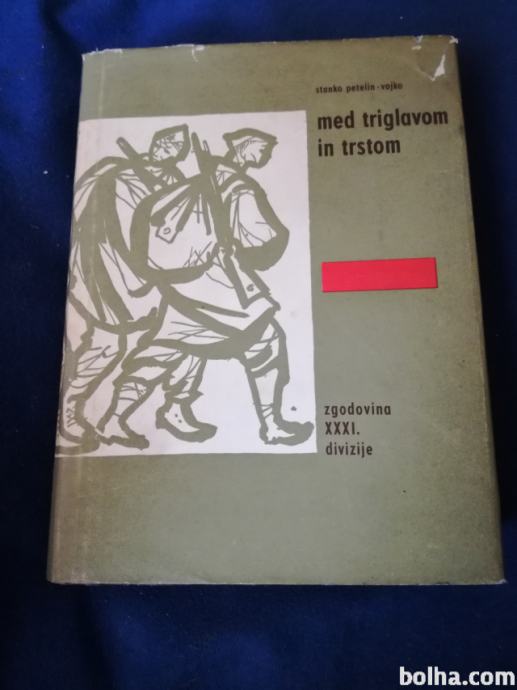 stanko petelin-vojko
med triglavom
in trstom
zgodovina
XXXI.
divizije
bolha.com